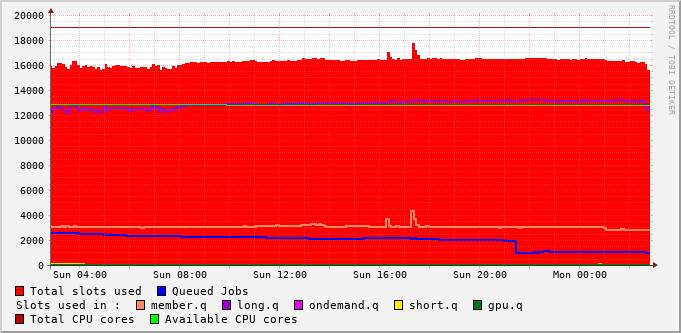 20000
18000
16000
14000
12000
10000
8000
6000
4000
2000
0
Sun 04:00 Sun 08:00 Sun 12:00 Sun 16:00 Sun 20:00 Mon 00:00
RRDTOOL / TOBI OETIKER
Total slots used Queued Jobs
Slots used in : member.q long.q ondemand.q short.q gpu.q
Total CPU cores Available CPU cores